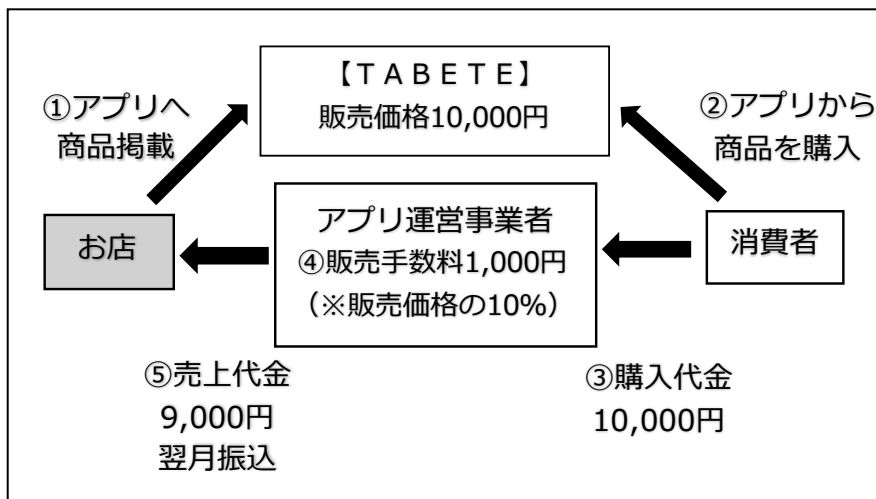 【ＴＡＢＥＴＥ】
販売価格10,000円
①アプリへ
商品掲載
②アプリから
商品を購入
お店
アプリ運営事業者
④販売手数料1,000円
（※販売価格の10%）
消費者
⑤売上代金
9,000円
翌月振込
③購入代金
10,000円